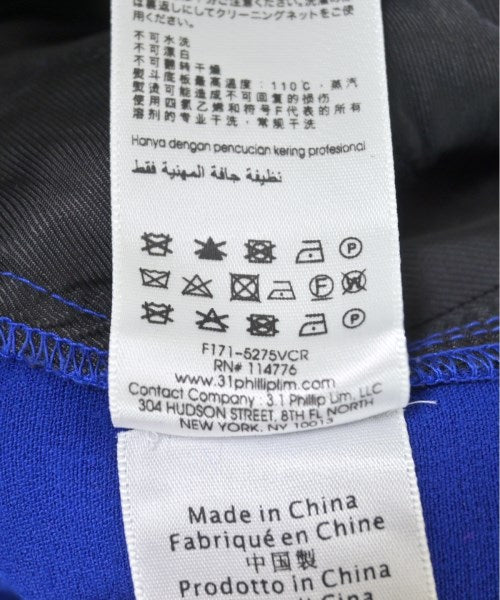 裏返しにしてクリーニングネットをご使
用ください。
不可水洗
不可漂白
不可翻转干燥
熨斗底板最高温度:110C,蒸汽
熨烫可能造成不可回复的损伤
使用四氯乙烯和符号F代表的所有
溶剂的专业干洗,常规干洗
Hanya dengan pencucian kering profesional
نظيفة جافة المهنية فقط
P
F W
P
F171-5275VCR
RN# 114776
www.31philliplim.com
Contact Company : 3.1 Phillip Lim, LLC
304 HUDSON STREET, 8TH FL NORTH
NEW YORK, NY 10013
Made in China
Fabriqué en Chine
中国製
Prodotto in Cina